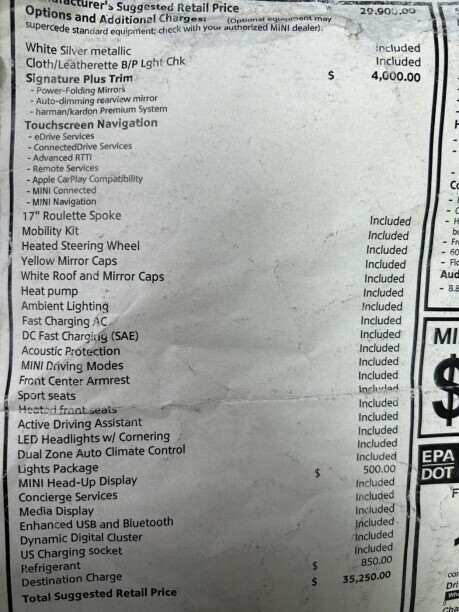 Manufacturer's Suggested Retail Price 29,900.00
Options and Additional Charges: (Optional equipment may
supercede standard equipment; check with your authorized MINI dealer).
White Silver metallic Included
Cloth/Leatherette B/P Lght Chk Included
Signature Plus Trim $ 4,000.00
- Power-Folding Mirrors
- Auto-dimming rearview mirror
- harman/kardon Premium System
Touchscreen Navigation
- eDrive Services
- ConnectedDrive Services
- Advanced RTTI
- Remote Services
- Apple CarPlay Compatibility
- MINI Connected
- MINI Navigation
17" Roulette Spoke Included
Mobility Kit Included
Heated Steering Wheel Included
Yellow Mirror Caps Included
White Roof and Mirror Caps Included
Heat pump Included
Ambient Lighting Included
Fast Charging AC Included
DC Fast Charging (SAE) Included
Acoustic Protection Included
MINI Driving Modes Included
Front Center Armrest Included
Sport seats Included
Heated front seats Included
Active Driving Assistant Included
LED Headlights w/ Cornering Included
Dual Zone Auto Climate Control Included
Lights Package Included
MINI Head-Up Display $ 500.00
Concierge Services Included
Media Display Included
Enhanced USB and Bluetooth Included
Dynamic Digital Cluster Included
US Charging socket Included
Refrigerant Included
Destination Charge $ 850.00
Total Suggested Retail Price $ 35,250.00
Aud
MI
$
EPA
DOT